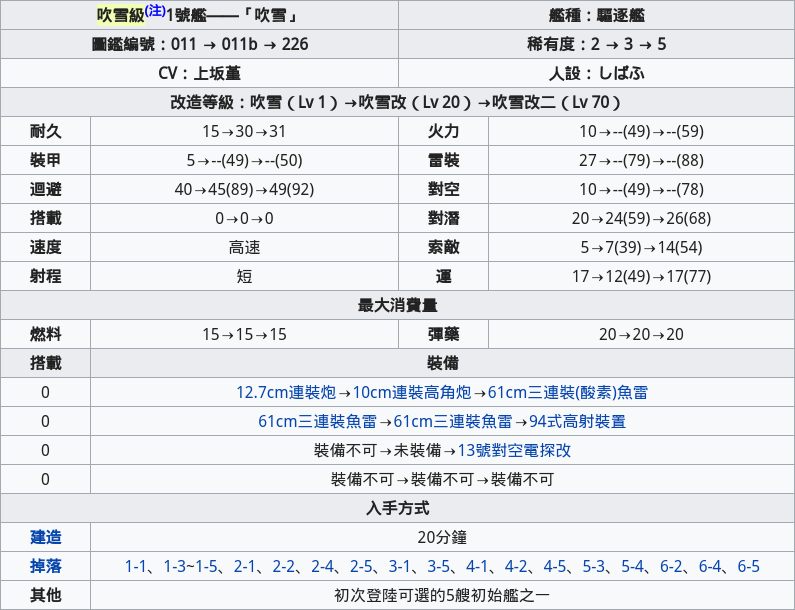 吹雪級(注)1號艦——「吹雪」 艦種：驅逐艦
圖鑑編號：011 → 011b → 226 稀有度：2 → 3 → 5
CV：上坂堇 人設：しばふ
改造等級：吹雪（Lv 1）→吹雪改（Lv 20）→吹雪改二（Lv 70）
耐久 15→30→31 火力 10→--(49)→--(59)
裝甲 5→--(49)→--(50) 雷裝 27→--(79)→--(88)
迴避 40→45(89)→49(92) 對空 10→--(49)→--(78)
搭載 0→0→0 對潛 20→24(59)→26(68)
速度 高速 索敵 5→7(39)→14(54)
射程 短 運 17→12(49)→17(77)
最大消費量
燃料 15→15→15 彈藥 20→20→20
搭載 裝備
0 12.7cm連裝炮→10cm連裝高角炮→61cm三連裝(酸素)魚雷
0 61cm三連裝魚雷→61cm三連裝魚雷→94式高射裝置
0 裝備不可→未裝備→13號對空電探改
0 裝備不可→裝備不可→裝備不可
入手方式
建造 20分鐘
掉落 1-1、1-3~1-5、2-1、2-2、2-4、2-5、3-1、3-5、4-1、4-2、4-5、5-3、5-4、6-2、6-4、6-5
其他 初次登陸可選的5艘初始艦之一